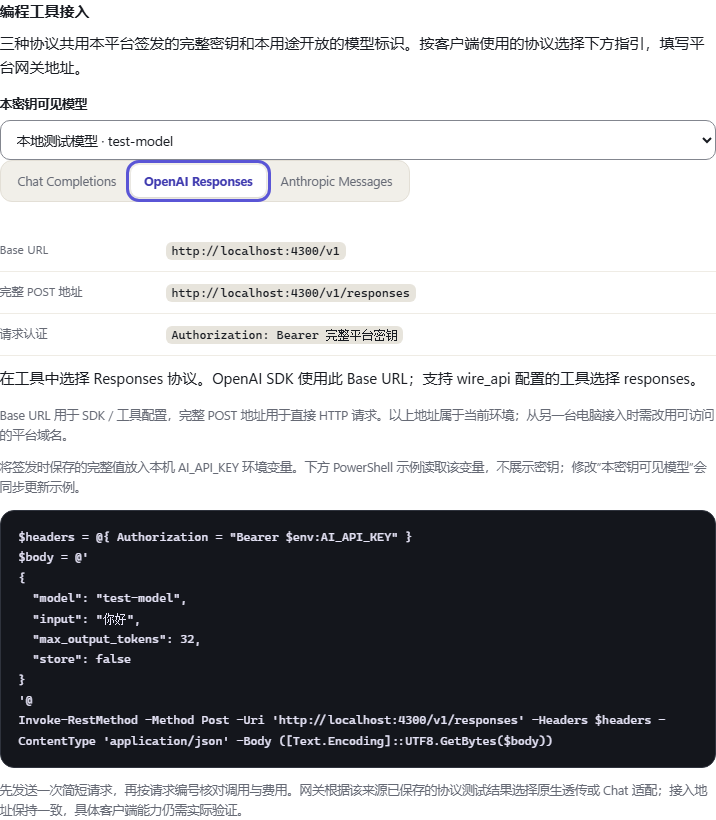 编程工具接入
三种协议共用本平台签发的完整密钥和本用途开放的模型标识。按客户端使用的协议选择下方指引，填写平
台网关地址。
本密钥可见模型
本地测试模型 · test-model
Chat Completions OpenAI Responses Anthropic Messages
Base URL http://localhost:4300/v1
完整 POST 地址 http://localhost:4300/v1/responses
请求认证 Authorization: Bearer 完整平台密钥
在工具中选择 Responses 协议。OpenAI SDK 使用此 Base URL；支持 wire_api 配置的工具选择 responses。
Base URL 用于 SDK / 工具配置，完整 POST 地址用于直接 HTTP 请求。以上地址属于当前环境；从另一台电脑接入时需改用可访问
的平台域名。
将签发时保存的完整值放入本机 AI_API_KEY 环境变量。下方 PowerShell 示例读取该变量，不展示密钥；修改“本密钥可见模型”会
同步更新示例。
$headers = @{ Authorization = "Bearer $env:AI_API_KEY" }
$body = @'
{
  "model": "test-model",
  "input": "你好",
  "max_output_tokens": 32,
  "store": false
}
'@
Invoke-RestMethod -Method Post -Uri 'http://localhost:4300/v1/responses' -Headers $headers -
ContentType 'application/json' -Body ([Text.Encoding]::UTF8.GetBytes($body))
先发送一次简短请求，再按请求编号核对调用与费用。网关根据该来源已保存的协议测试结果选择原生透传或 Chat 适配；接入地
址保持一致，具体客户端能力仍需实际验证。